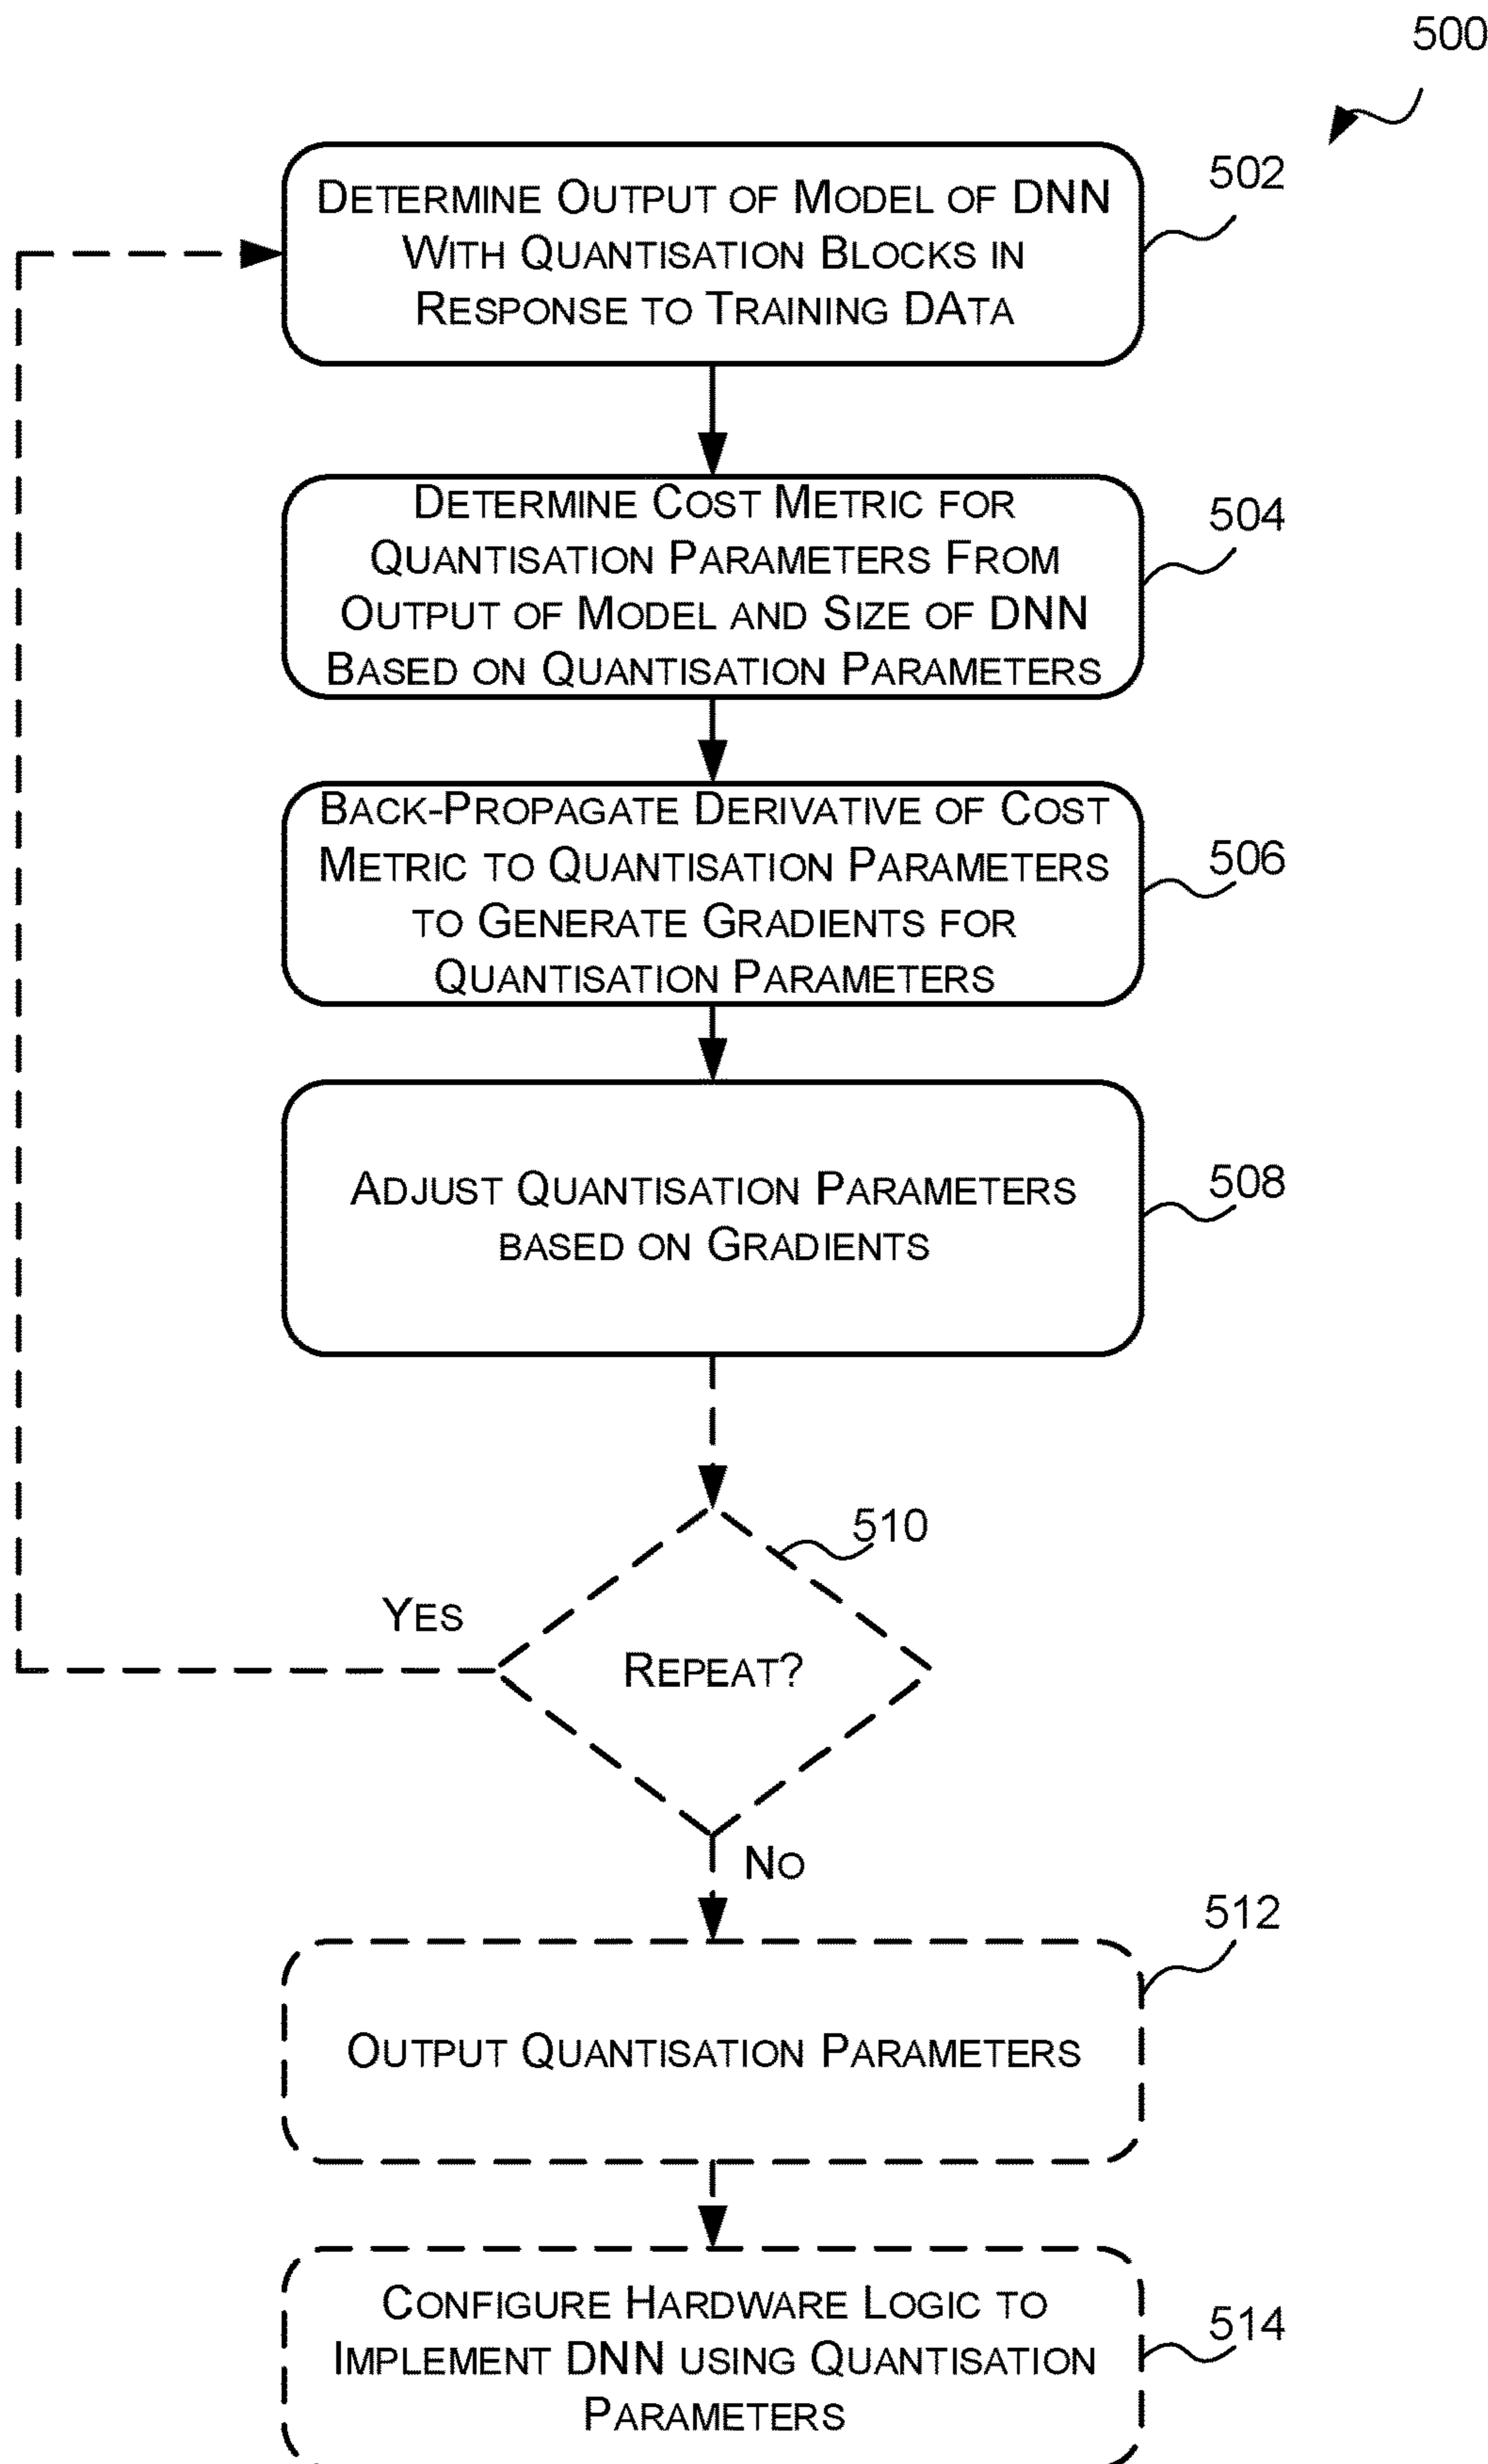 500
502
DETERMINE OUTPUT OF MODEL OF DNN
WITH QUANTISATION BLOCKS IN
RESPONSE TO TRAINING DATA
504
DETERMINE COST METRIC FOR
QUANTISATION PARAMETERS FROM
OUTPUT OF MODEL AND SIZE OF DNN
BASED ON QUANTISATION PARAMETERS
506
BACK-PROPAGATE DERIVATIVE OF COST
METRIC TO QUANTISATION PARAMETERS
TO GENERATE GRADIENTS FOR
QUANTISATION PARAMETERS
508
ADJUST QUANTISATION PARAMETERS
BASED ON GRADIENTS
510
YES
REPEAT?
NO
512
OUTPUT QUANTISATION PARAMETERS
514
CONFIGURE HARDWARE LOGIC TO
IMPLEMENT DNN USING QUANTISATION
PARAMETERS